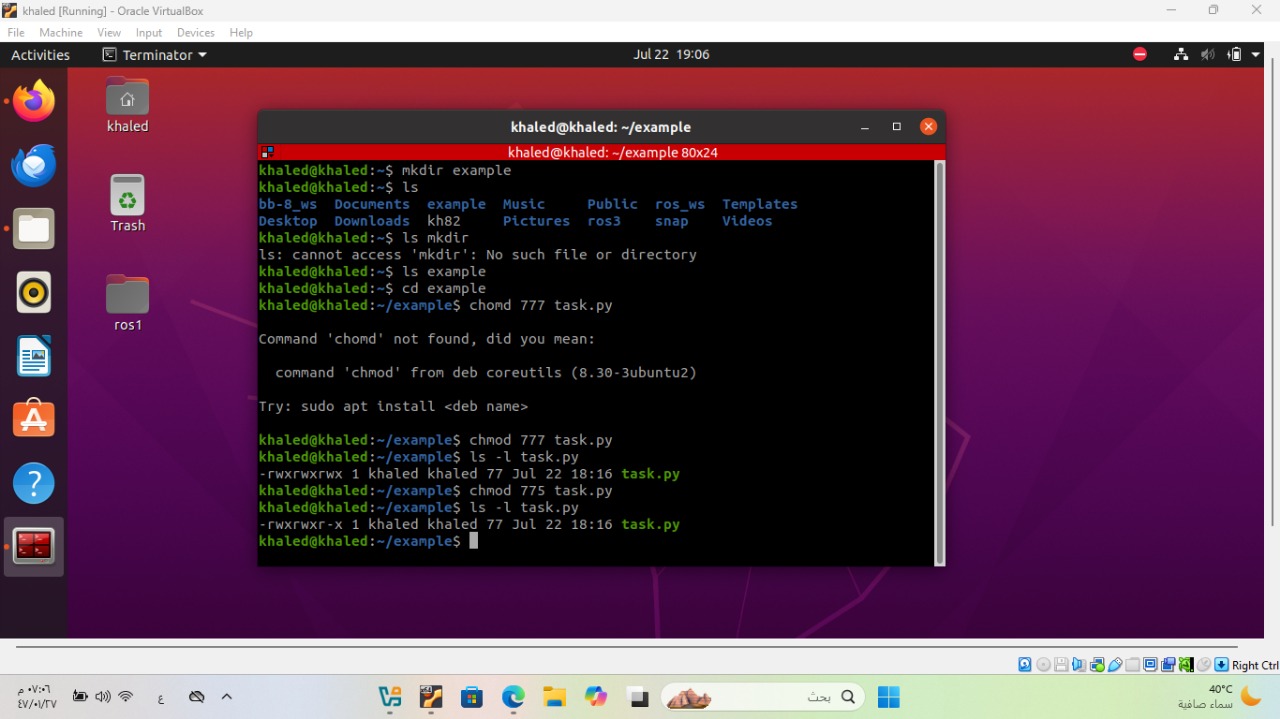 khaled [Running] - Oracle VirtualBox
File Machine View Input Devices Help
Activities Terminator Jul 22 19:06
khaled
Trash
ros1
khaled@khaled: ~/example
khaled@khaled: ~/example 80x24
khaled@khaled:~$ mkdir example
khaled@khaled:~$ ls
bb-8_ws Documents example Music Public ros_ws Templates
Desktop Downloads kh82 Pictures ros3 snap Videos
khaled@khaled:~$ ls mkdir
ls: cannot access 'mkdir': No such file or directory
khaled@khaled:~$ ls example
khaled@khaled:~$ cd example
khaled@khaled:~/example$ chomd 777 task.py
Command 'chomd' not found, did you mean:
command 'chmod' from deb coreutils (8.30-3ubuntu2)
Try: sudo apt install <deb name>
khaled@khaled:~/example$ chmod 777 task.py
khaled@khaled:~/example$ ls -l task.py
-rwxrwxrwx 1 khaled khaled 77 Jul 22 18:16 task.py
khaled@khaled:~/example$ chmod 775 task.py
khaled@khaled:~/example$ ls -l task.py
-rwxrwxr-x 1 khaled khaled 77 Jul 22 18:16 task.py
khaled@khaled:~/example$
Right Ctrl
٠٧:٠٦ م
٤٧/٠١/٢٧
ع
بحث
40°C
سماء صافية